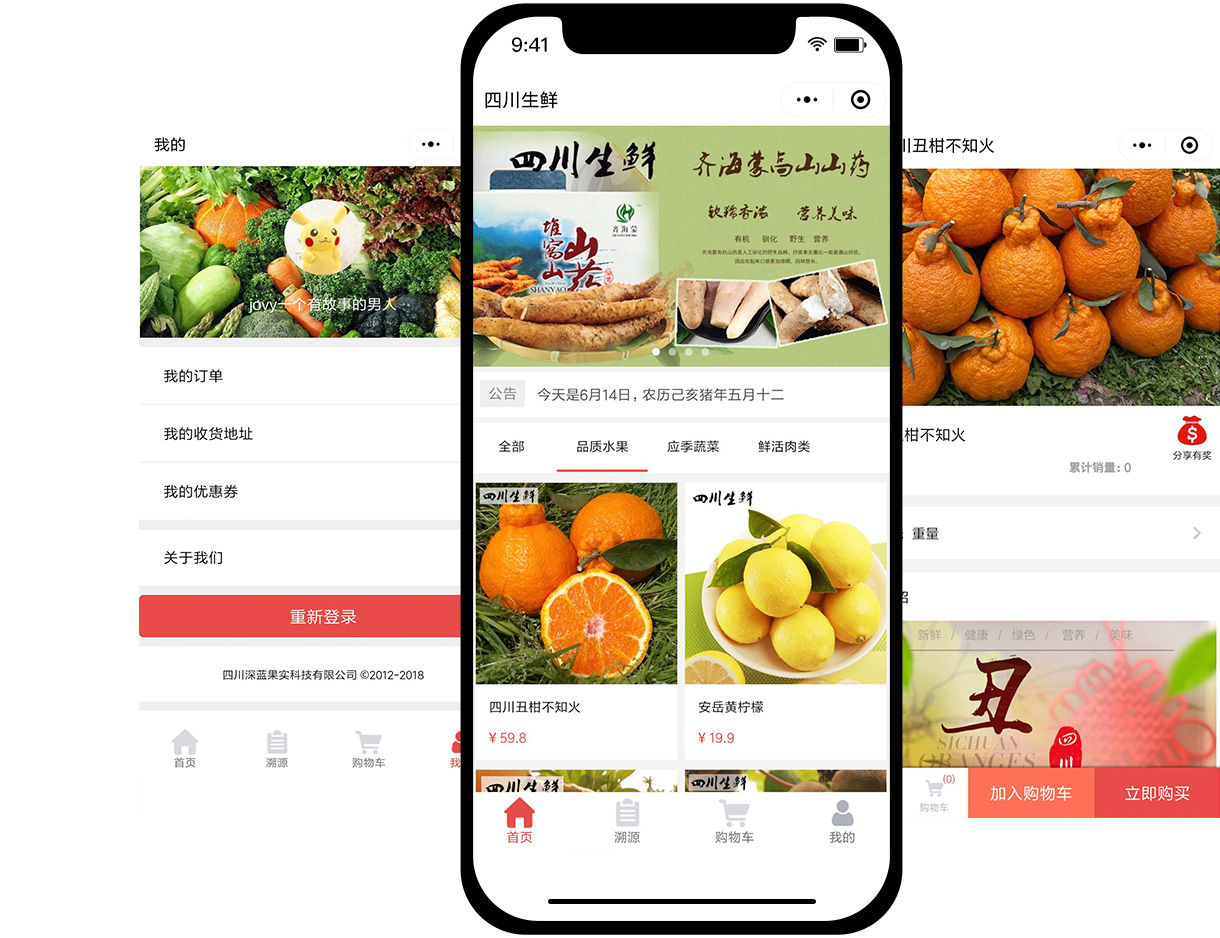 我的
jovy一个有故事的男人
我的订单
我的收货地址
我的优惠券
关于我们
重新登录
四川深蓝果实科技有限公司 ©2012-2018
首页
溯源
购物车
我
9:41
四川生鲜
四川生鲜
齐海蒙高山山药
软糯香浓 营养美味
有机 驯化 野生 营养
齐海蒙
堆窝山
山药
SHANYAO
公告
今天是6月14日，农历己亥猪年五月十二
全部
品质水果
应季蔬菜
鲜活肉类
四川生鲜
四川生鲜
四川丑柑不知火
安岳黄柠檬
¥ 59.8
¥ 19.9
四川生鲜
四川生鲜
首页
溯源
购物车
我的
川丑柑不知火
柑不知火
分享有奖
累计销量: 0
重量
新鲜 / 健康 / 绿色 / 营养 / 美味
丑
SICHUAN
ORANGES
四川
(0)
购物车
加入购物车
立即购买